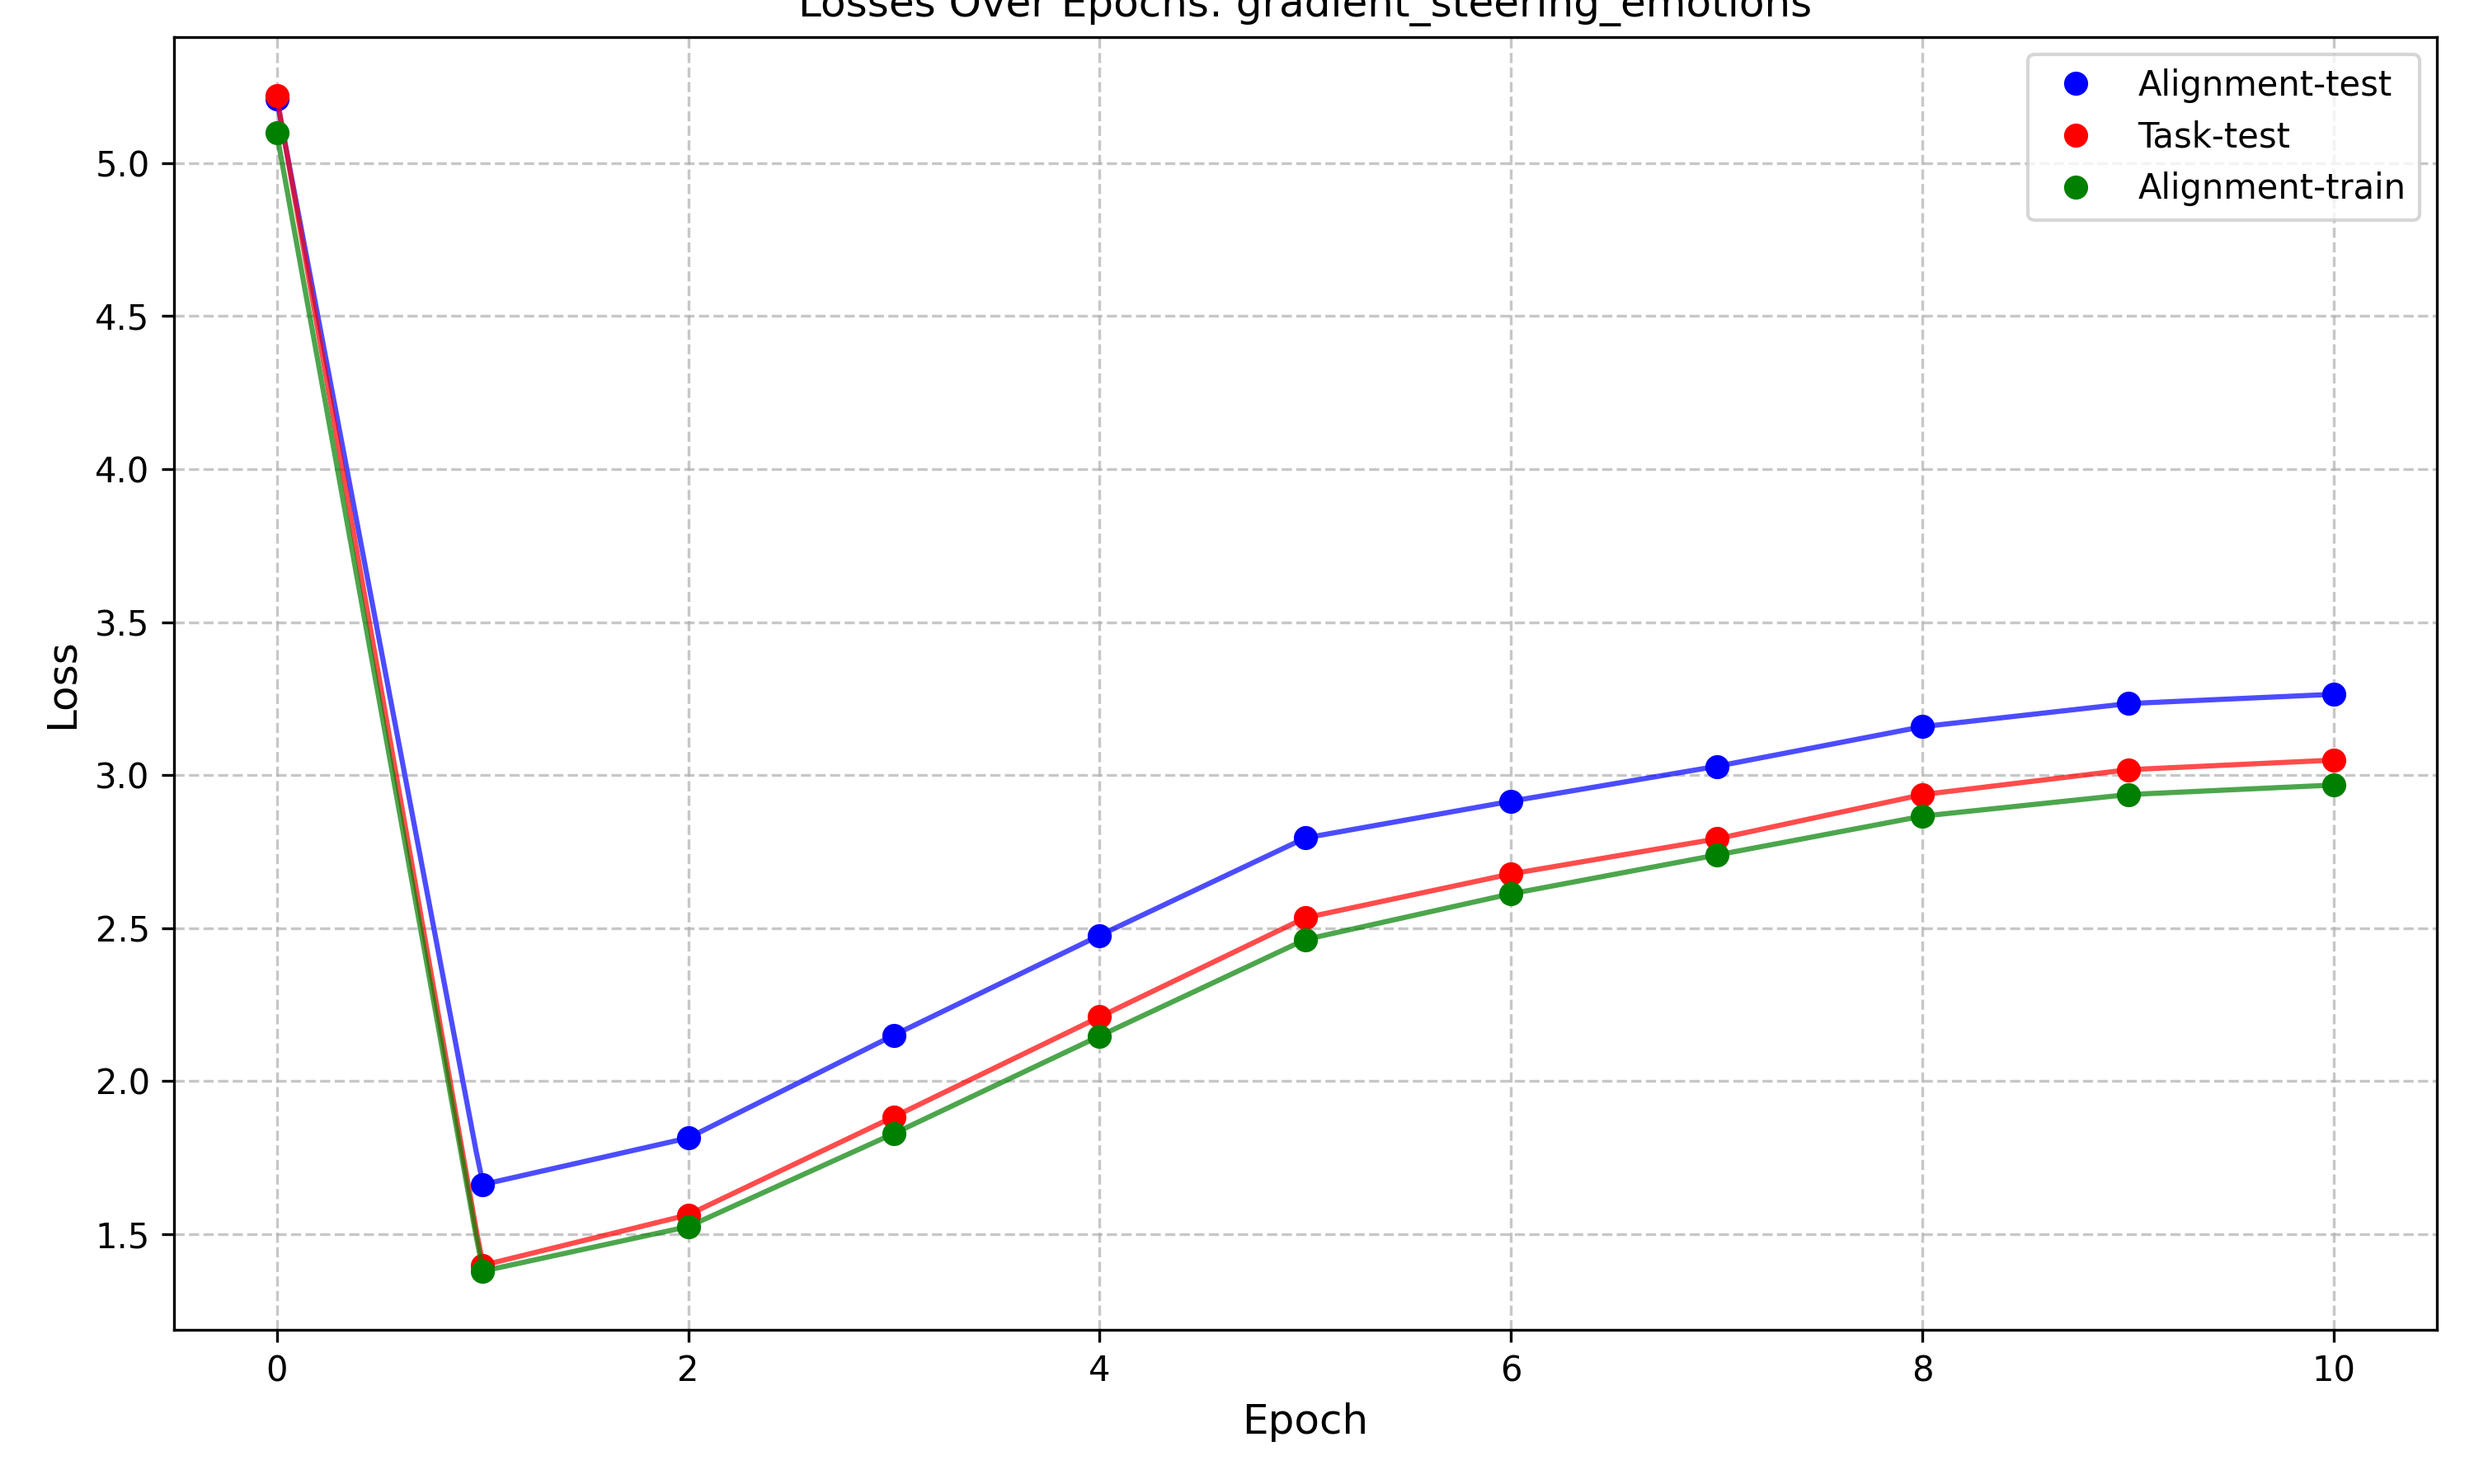 Losses Over Epochs: gradient_steering_emotions
Alignment-test
Task-test
Alignment-train
5.0
4.5
4.0
3.5
3.0
2.5
2.0
1.5
Loss
0 2 4 6 8 10
Epoch